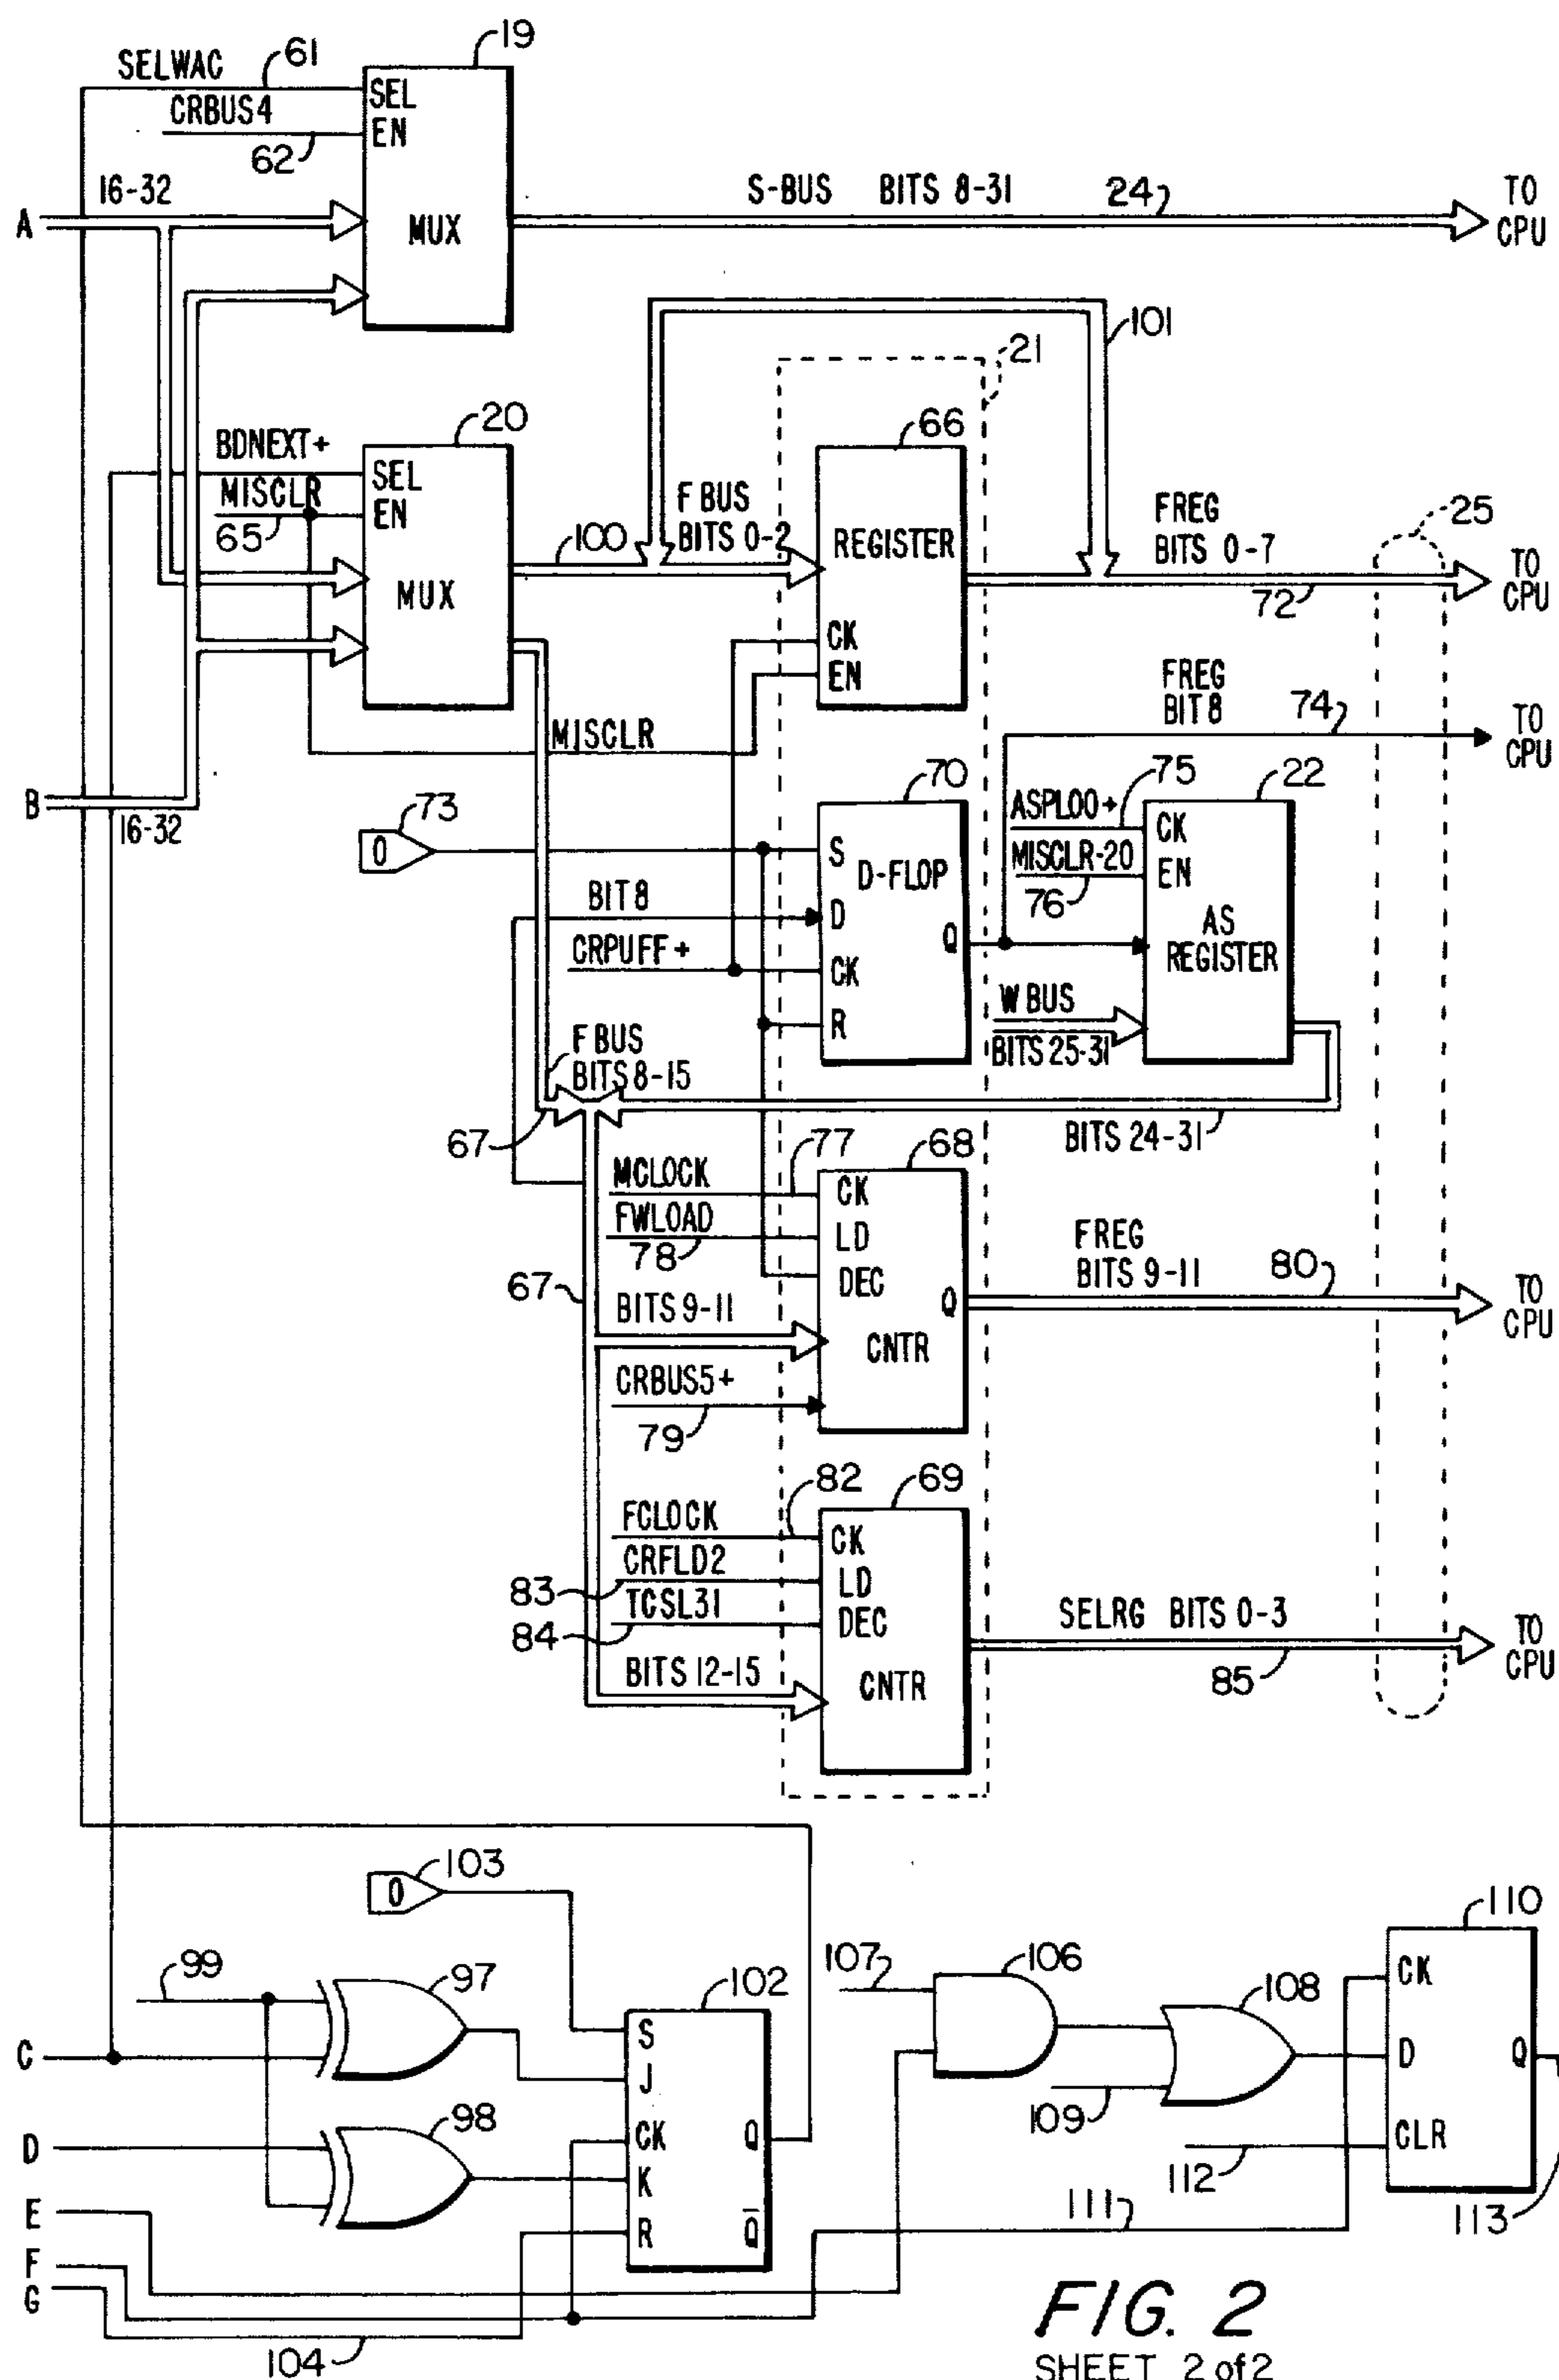 19
SELWAC 61
SEL
CRBUS4
EN
62
16-32
A
MUX
S-BUS BITS 8-31 24
TO CPU
101
21
20
66
BDNEXT+
SEL
MISCLR
EN
65
MUX
100
F BUS
BITS 0-2
REGISTER
CK
EN
FREG
BITS 0-7
72
25
TO CPU
MISCLR
FREG
BIT 8
74
TO CPU
B
16-32
73
0
70
S
D-FLOP
BIT 8
D
Q
CRPUFF+
CK
R
75
22
ASPL00+
CK
MISCLR-20
EN
76
AS
REGISTER
W BUS
BITS 25-31
F BUS
BITS 8-15
67
BITS 24-31
77
68
MCLOCK
CK
FWLOAD
LD
78
DEC
67
BITS 9-11
Q
CNTR
CRBUS5+
79
FREG
BITS 9-11
80
TO CPU
82
69
FCLOCK
CK
CRFLD2
LD
83
TCSL31
DEC
84
BITS 12-15
CNTR
SELRG BITS 0-3
85
TO CPU
103
0
99
97
102
S
C
J
98
CK
Q
D
K
E
R
Q̅
F
G
104
107
106
108
109
110
CK
D
Q
CLR
112
111
113
FIG. 2
SHEET 2 of 2